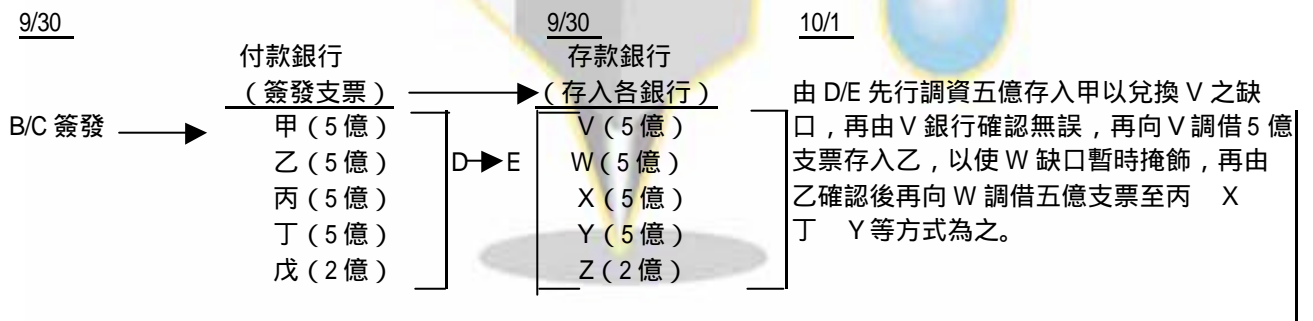 9/30 9/30 10/1
付款銀行 存款銀行
（簽發支票） （存入各銀行） 由 D/E 先行調資五億存入甲以兌換 V 之缺
B/C 簽發 甲（5 億） V（5 億） 口，再由 V 銀行確認無誤，再向 V 調借 5 億
乙（5 億） D E W（5 億） 支票存入乙，以使 W 缺口暫時掩飾，再由
丙（5 億） X（5 億） 乙確認後再向 W 調借五億支票至丙 X
丁（5 億） Y（5 億） 丁 Y 等方式為之。
戊（2 億） Z（2 億）